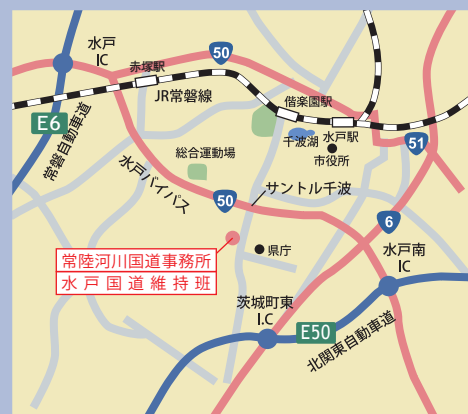 水戸
IC
50
赤塚駅
JR常磐線
偕楽園駅
E6
常磐自動車道
千波湖
水戸駅
市役所
51
総合運動場
水戸バイパス
50
サントル千波
6
県庁
水戸南
IC
常陸河川国道事務所
水戸国道維持班
茨城町東
I.C
E50
北関東自動車道